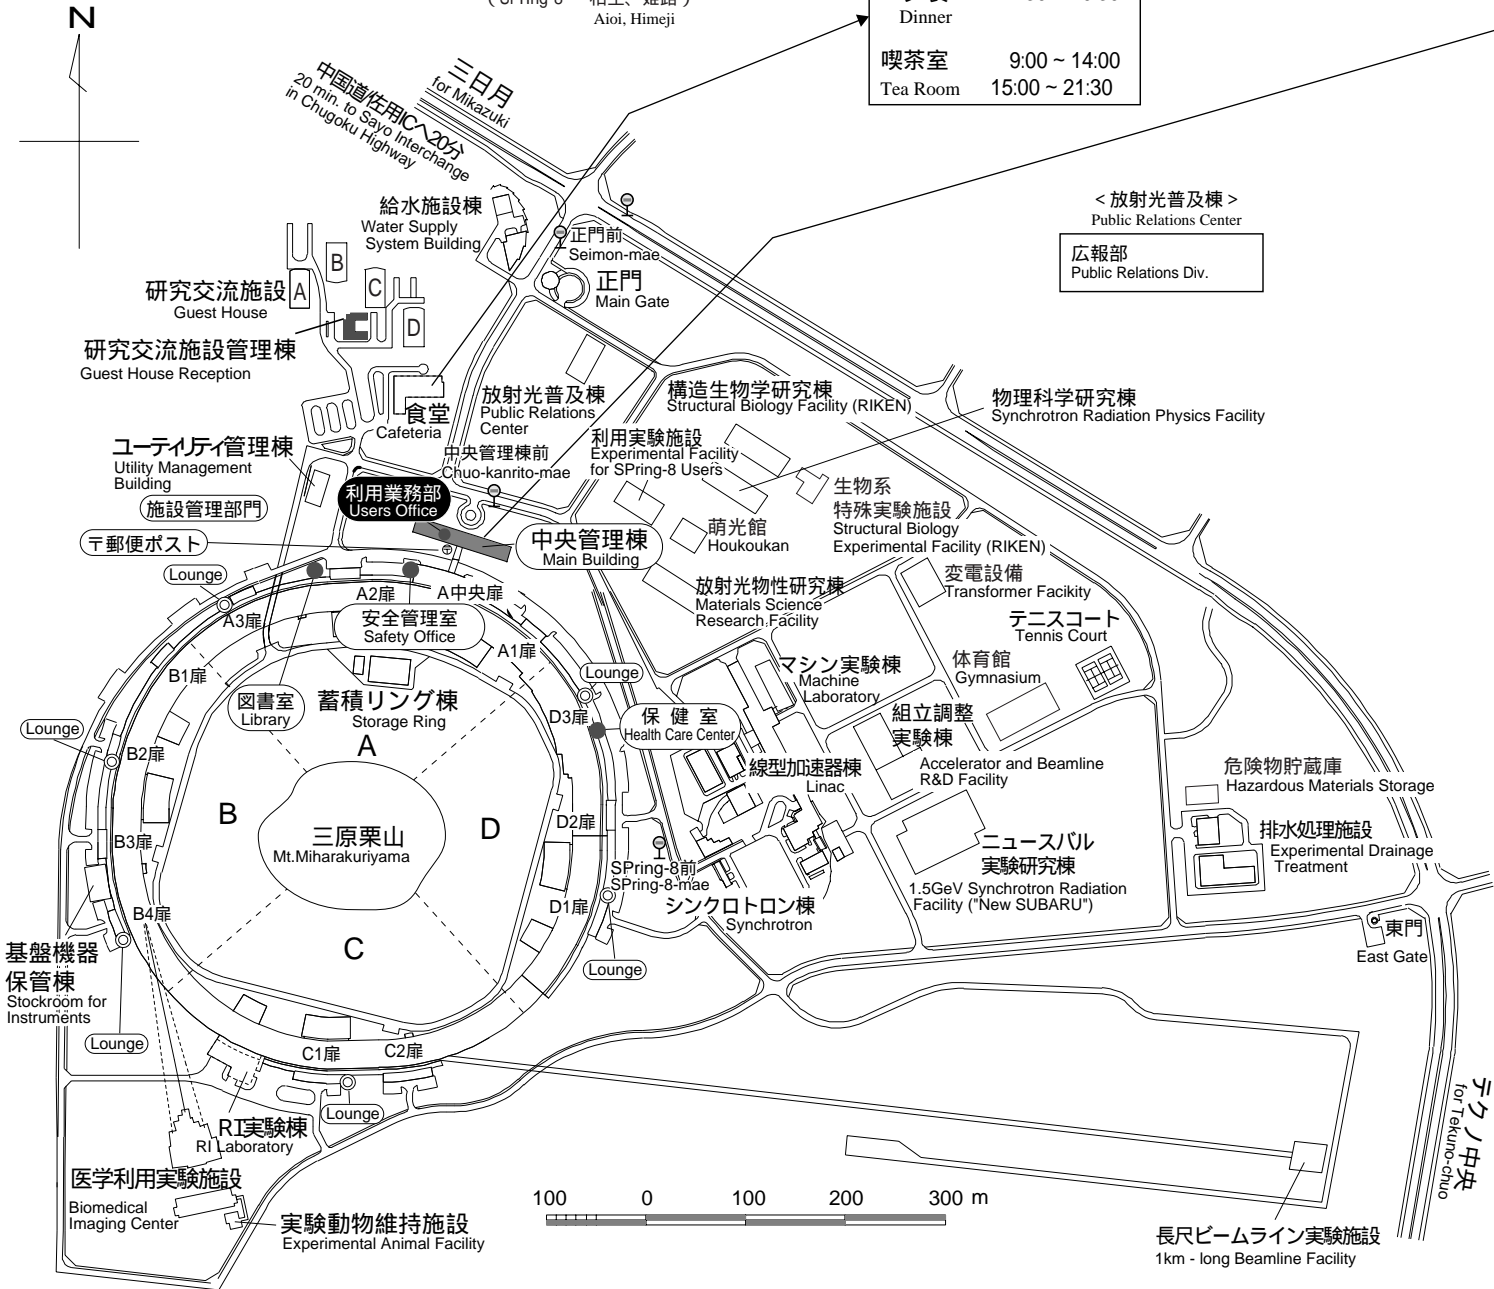 N
Aioi, Himeji
Dinner
喫茶室 9:00 ~ 14:00
Tea Room 15:00 ~ 21:30
三日月
for Mikazuki
中国道佐用ICへ20分
20 min. to Sayo Interchange
in Chugoku Highway
給水施設棟
Water Supply
System Building
正門前
Seimon-mae
正門
Main Gate
< 放射光普及棟 >
Public Relations Center
広報部
Public Relations Div.
B
A
C
D
研究交流施設
Guest House
研究交流施設管理棟
Guest House Reception
食堂
Cafeteria
放射光普及棟
Public Relations
Center
構造生物学研究棟
Structural Biology Facility (RIKEN)
物理科学研究棟
Synchrotron Radiation Physics Facility
ユーティリティ管理棟
Utility Management
Building
施設管理部門
中央管理棟前
Chuo-kanrito-mae
利用実験施設
Experimental Facility
for SPring-8 Users
利用業務部
Users Office
生物系
特殊実験施設
Structural Biology
Experimental Facility (RIKEN)
萌光館
Houkoukan
〒郵便ポスト
中央管理棟
Main Building
放射光物性研究棟
Materials Science
Research Facility
変電設備
Transformer Facikity
テニスコート
Tennis Court
体育館
Gymnasium
Lounge
A3扉
A2扉
A中央扉
安全管理室
Safety Office
A1扉
B1扉
図書室
Library
蓄積リング棟
Storage Ring
A
Lounge
D3扉
保 健 室
Health Care Center
マシン実験棟
Machine
Laboratory
組立調整
実験棟
Accelerator and Beamline
R&D Facility
線型加速器棟
Linac
Lounge
B2扉
B
三原栗山
Mt.Miharakuriyama
D
D2扉
危険物貯蔵庫
Hazardous Materials Storage
排水処理施設
Experimental Drainage
Treatment
B3扉
SPring-8前
SPring-8-mae
ニュースバル
実験研究棟
1.5GeV Synchrotron Radiation
Facility ("New SUBARU")
D1扉
シンクロトロン棟
Synchrotron
B4扉
C
東門
East Gate
基盤機器
保管棟
Stockroom for
Instruments
Lounge
Lounge
C1扉
C2扉
Lounge
RI実験棟
RI Laboratory
医学利用実験施設
Biomedical
Imaging Center
実験動物維持施設
Experimental Animal Facility
100 0 100 200 300 m
テクノ中央
for Tekuno-chuo
長尺ビームライン実験施設
1km - long Beamline Facility